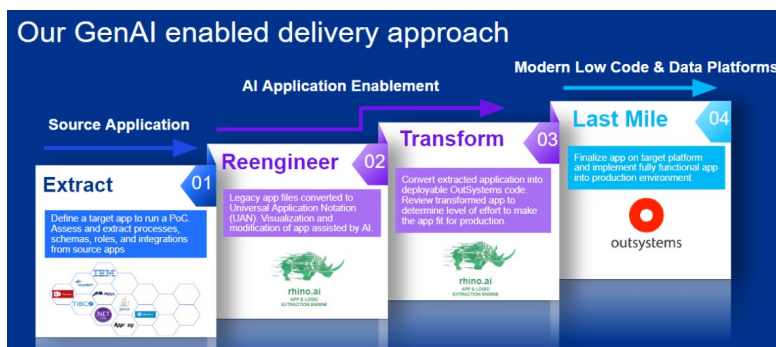 Our GenAI enabled delivery approach
Modern Low Code & Data Platforms
AI Application Enablement
Source Application
Extract
01
Define a target app to run a PoC.
Assess and extract processes,
schemas, roles, and integrations
from source apps
TIBCO
PEGA
.NET
Reengineer
02
Legacy app files converted to
Universal Application Notation
(UAN). Visualization and
modification of app assisted by AI.
rhino.ai
APP & LOGIC
EXTRACTION ENGINE
Transform
03
Convert extracted application into
deployable OutSystems code.
Review transformed app to
determine level of effort to make
the app fit for production.
rhino.ai
APP & LOGIC
EXTRACTION ENGINE
Last Mile
04
Finalize app on target platform
and implement fully functional app
into production environment.
outsystems